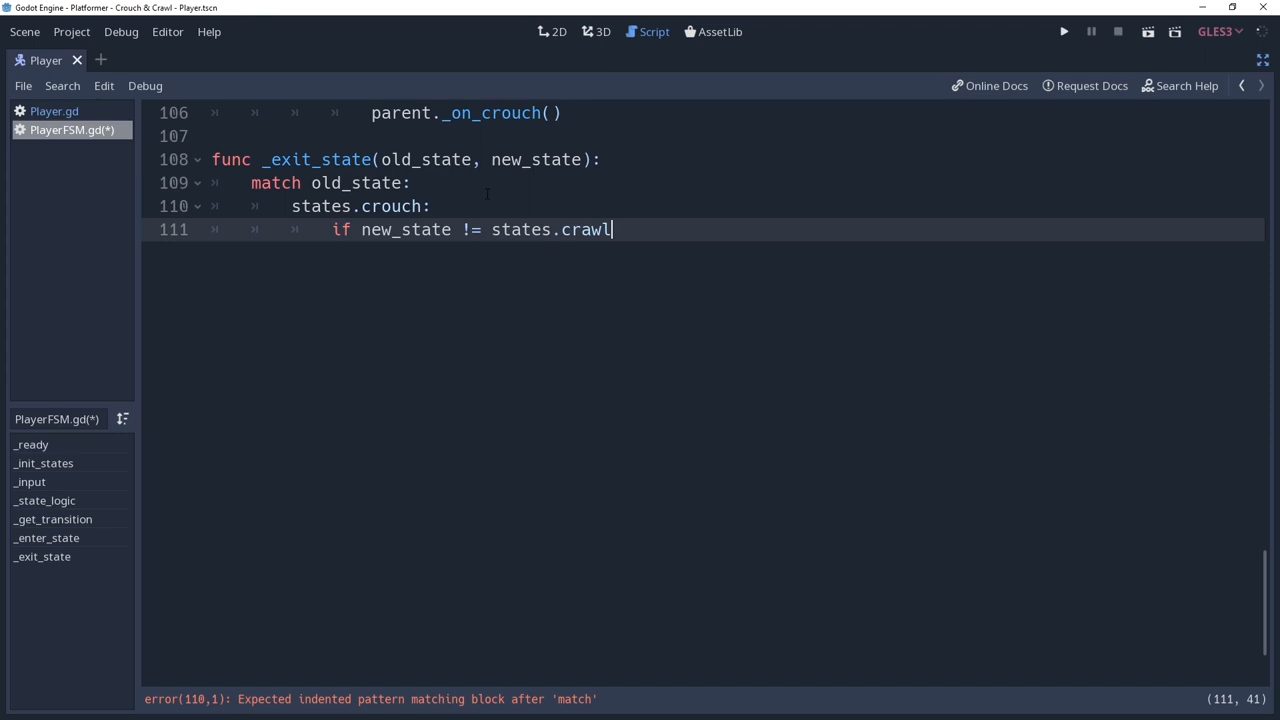 Godot Engine - Platformer - Crouch & Crawl - Player.tscn
Scene Project Debug Editor Help
2D 3D Script AssetLib
GLES3
Player
File Search Edit Debug
Online Docs Request Docs Search Help
Player.gd
PlayerFSM.gd(*)
106 parent._on_crouch()
107
108 func _exit_state(old_state, new_state):
109 match old_state:
110 states.crouch:
111 if new_state != states.crawl
PlayerFSM.gd(*)
_ready
_init_states
_input
_state_logic
_get_transition
_enter_state
_exit_state
error(110,1): Expected indented pattern matching block after 'match'
(111, 41)